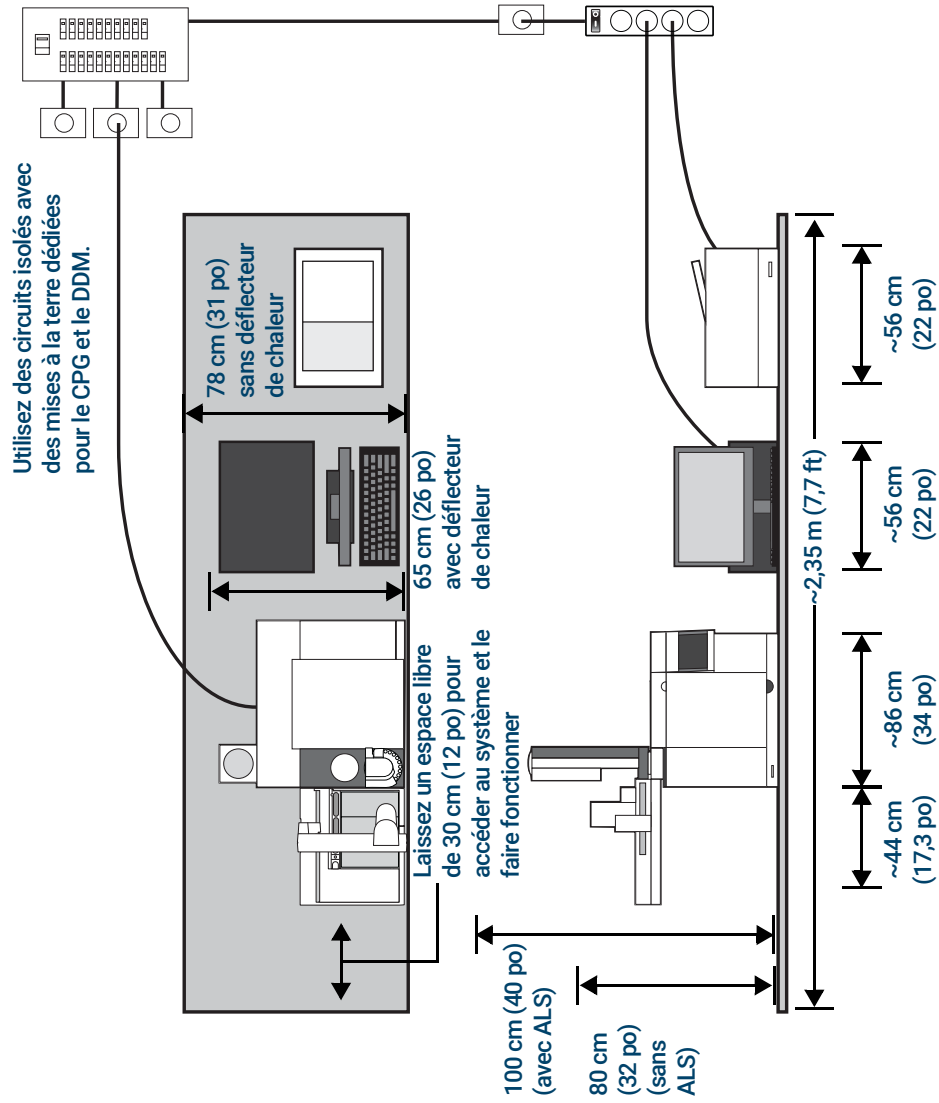 Utilisez des circuits isolés avec
des mises à la terre dédiées
pour le CPG et le DDM.
78 cm (31 po)
sans déflecteur
de chaleur
65 cm (26 po)
avec déflecteur
de chaleur
Laissez un espace libre
de 30 cm (12 po) pour
accéder au système et le
faire fonctionner
100 cm (40 po)
(avec ALS)
80 cm
(32 po)
(sans
ALS)
~2,35 m (7,7 ft)
~44 cm
(17,3 po)
~86 cm
(34 po)
~56 cm
(22 po)
~56 cm
(22 po)